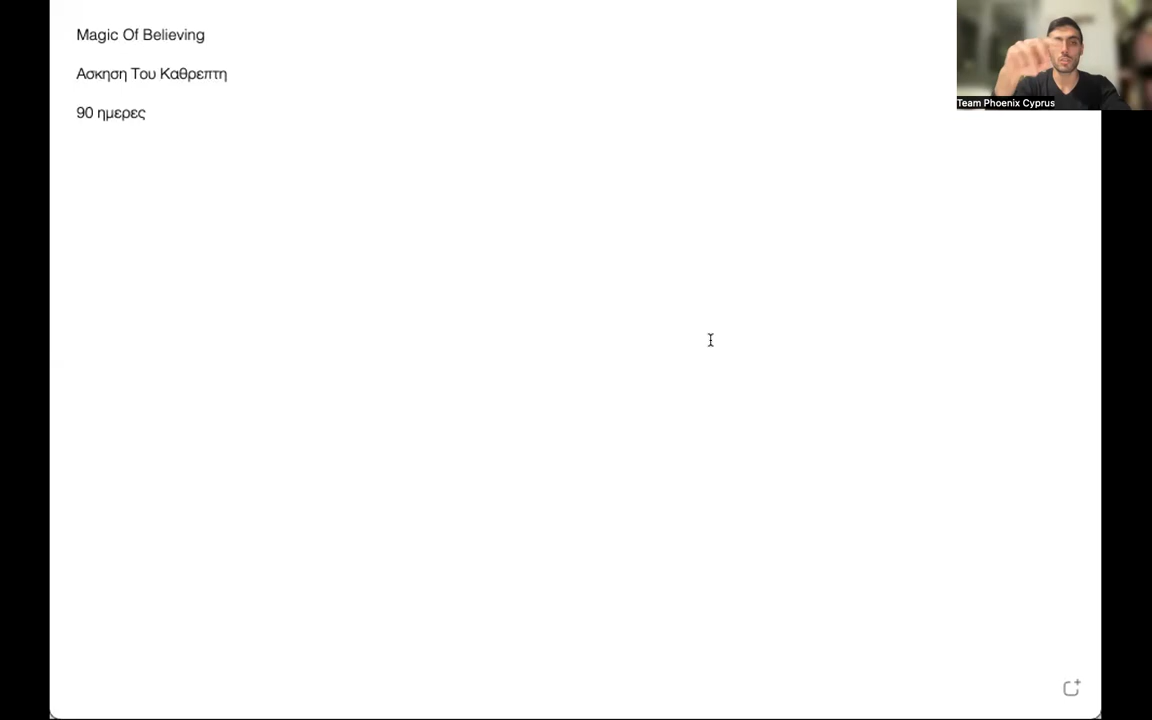 Magic Of Believing
Ασκηση Του Καθρεπτη
90 ημερες
Team Phoenix Cyprus